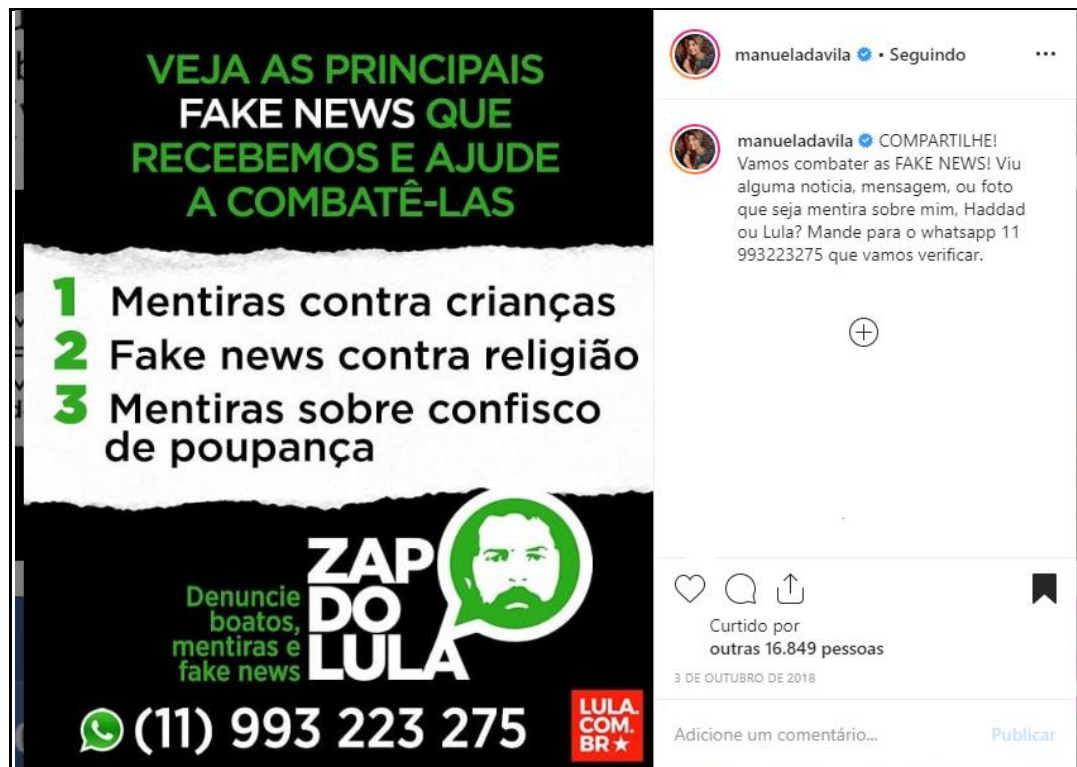 VEJA AS PRINCIPAIS
FAKE NEWS QUE
RECEBEMOS E AJUDE
A COMBATÊ-LAS
1 Mentiras contra crianças
2 Fake news contra religião
3 Mentiras sobre confisco
de poupança
Denuncie
boatos,
mentiras e
fake news
ZAP
DO
LULA
(11) 993 223 275
LULA.
COM.
BR★
manueladavila • Seguindo
manueladavila COMPARTILHE!
Vamos combater as FAKE NEWS! Viu
alguma noticia, mensagem, ou foto
que seja mentira sobre mim, Haddad
ou Lula? Mande para o whatsapp 11
993223275 que vamos verificar.
Curtido por
outras 16.849 pessoas
3 DE OUTUBRO DE 2018
Adicione um comentário... Publicar